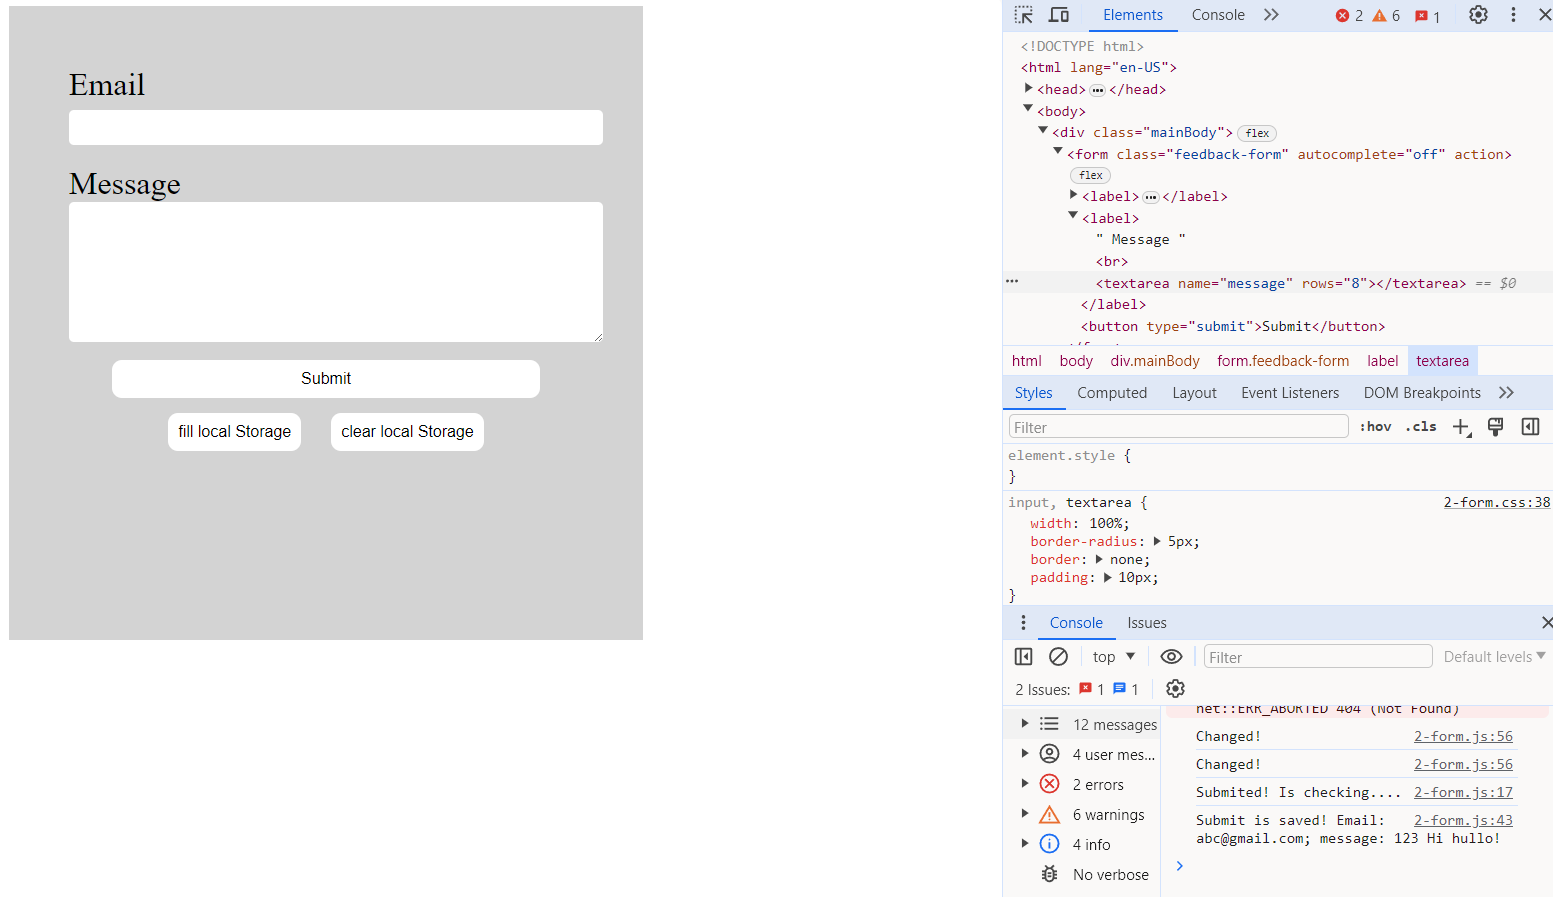 Email
Message
Submit
fill local Storage
clear local Storage
Elements
Console
2
6
1
<!DOCTYPE html>
<html lang="en-US">
<head> ••• </head>
<body>
<div class="mainBody"> flex
<form class="feedback-form" autocomplete="off" action>
flex
<label> ••• </label>
<label>
" Message "
<br>
<textarea name="message" rows="8"></textarea> == $0
</label>
<button type="submit">Submit</button>
html body div.mainBody form.feedback-form label textarea
Styles Computed Layout Event Listeners DOM Breakpoints
Filter :hov .cls
element.style {
}
input, textarea { 2-form.css:38
width: 100%;
border-radius: 5px;
border: none;
padding: 10px;
}
Console Issues
top Filter Default levels
2 Issues: 1 1
12 messages
4 user mes...
2 errors
6 warnings
4 info
No verbose
net::ERR_ABORTED 404 (Not Found)
Changed! 2-form.js:56
Changed! 2-form.js:56
Submited! Is checking.... 2-form.js:17
Submit is saved! Email: 2-form.js:43
abc@gmail.com; message: 123 Hi hullo!